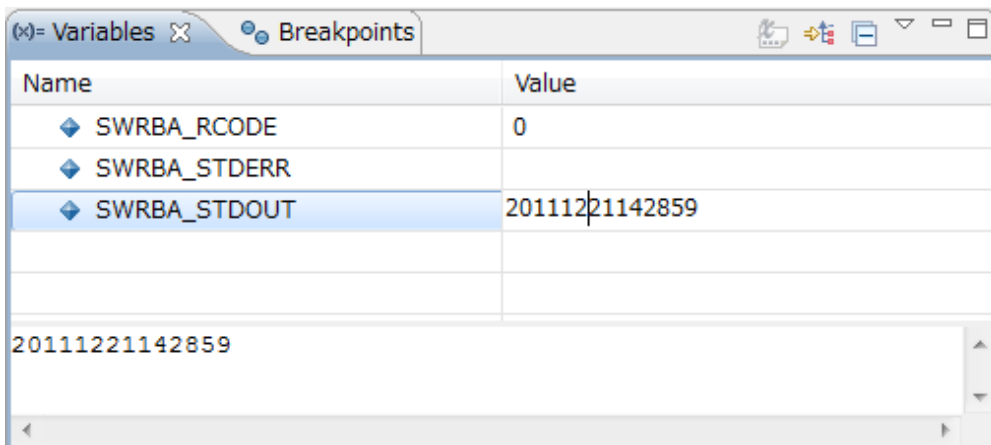 (x)= Variables Breakpoints
Name Value
SWRBA_RCODE 0
SWRBA_STDERR
SWRBA_STDOUT 20111221142859
20111221142859